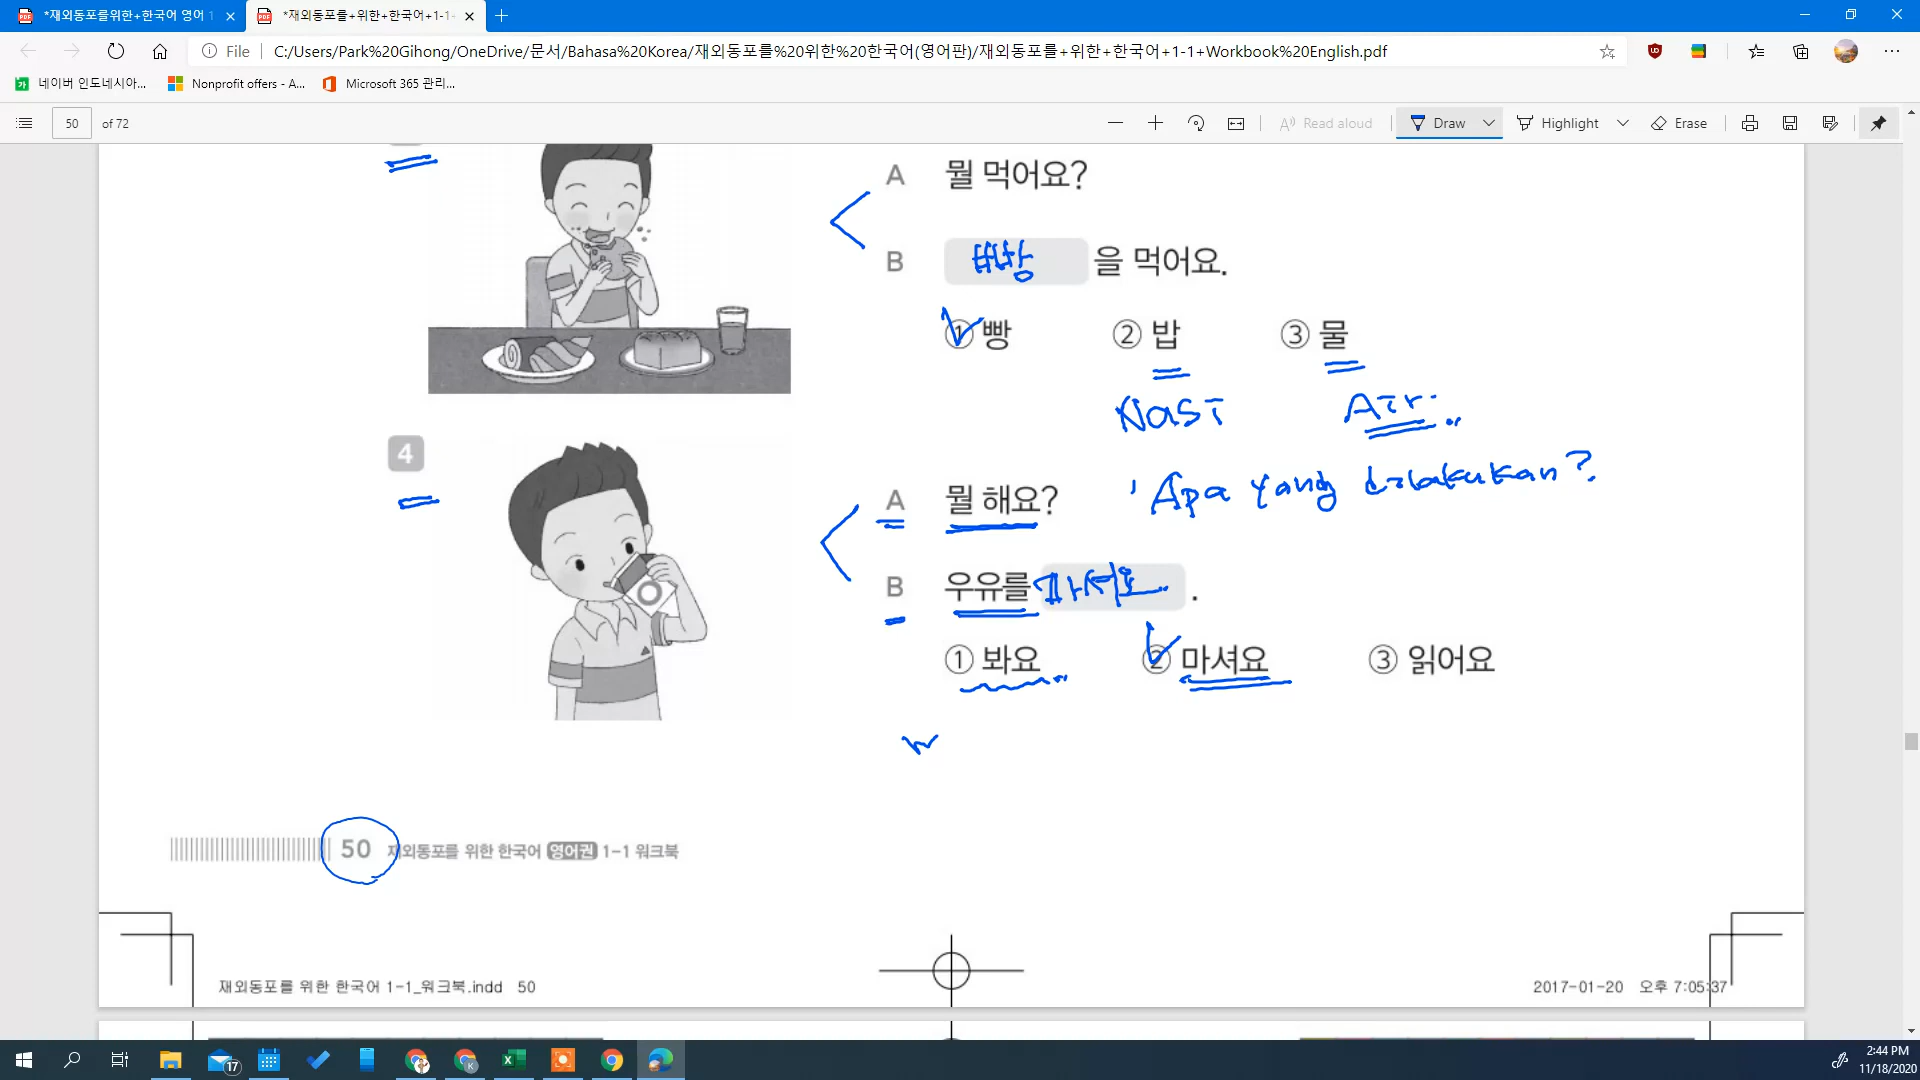 *재외동포를위한+한국어 영어 1
*재외동포를+위한+한국어+1-1-
File C:/Users/Park%20Gihong/OneDrive/문서/Bahasa%20Korea/재외동포를%20위한%20한국어(영어판)/재외동포를+위한+한국어+1-1+Workbook%20English.pdf
네이버 인도네시아... Nonprofit offers - A... Microsoft 365 관리...
50 of 72 Read aloud Draw Highlight Erase
A 뭘 먹어요?
B 빵 을 먹어요.
① 빵 ② 밥 ③ 물
Nasi Air
4
A 뭘 해요? Apa yang dilakukan?
B 우유를 마셔요 .
① 봐요 ② 마셔요 ③ 읽어요
50 재외동포를 위한 한국어 영어권 1-1 워크북
재외동포를 위한 한국어 1-1_워크북.indd 50 2017-01-20 오후 7:05:37
17
2:44 PM
11/18/2020